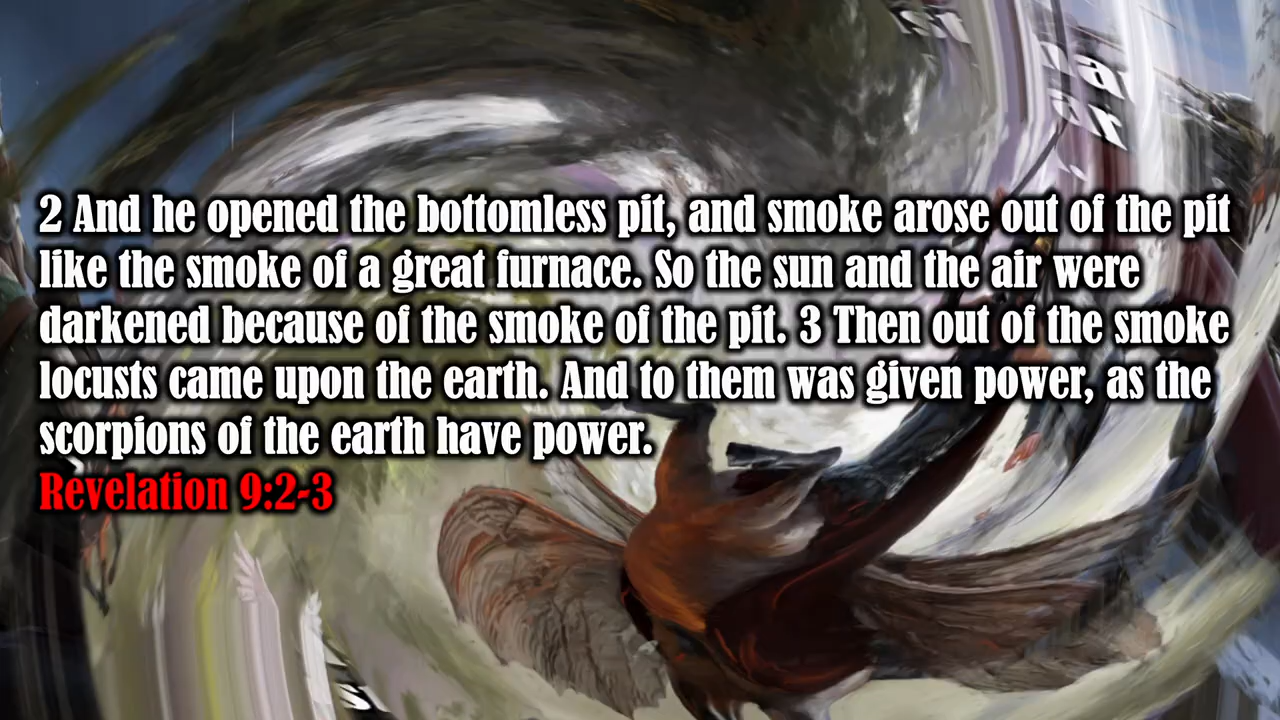 2 And he opened the bottomless pit, and smoke arose out of the pit
like the smoke of a great furnace. So the sun and the air were
darkened because of the smoke of the pit. 3 Then out of the smoke
locusts came upon the earth. And to them was given power, as the
scorpions of the earth have power.
Revelation 9:2-3